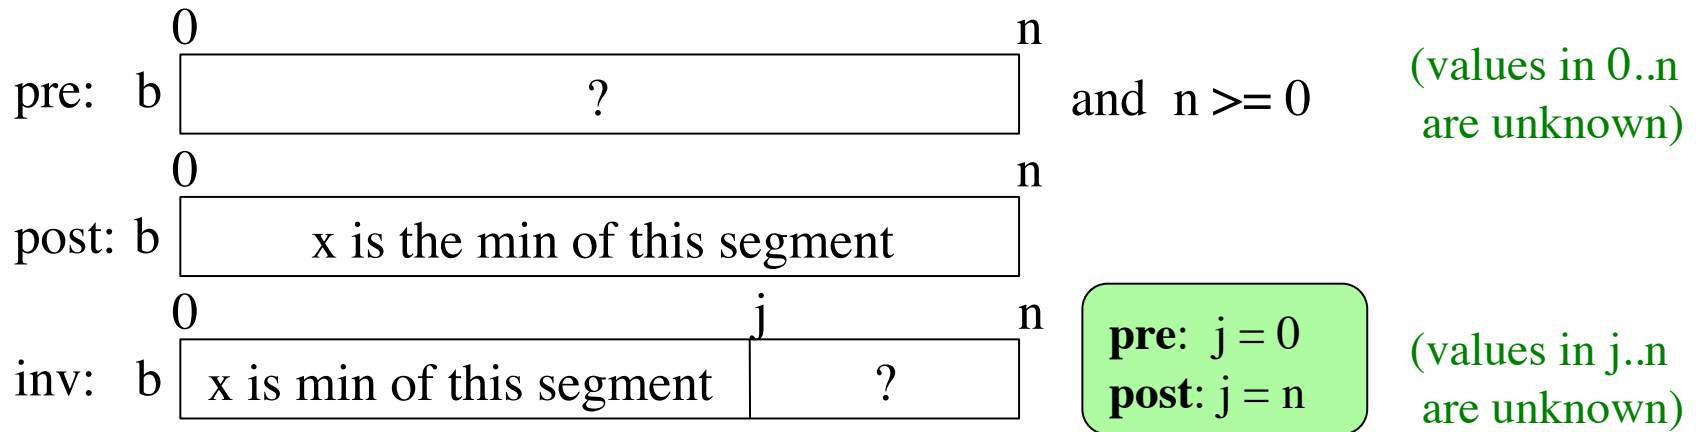 0 n
pre: b ? and n >= 0 (values in 0..n
are unknown)
0 n
post: b x is the min of this segment
0 j n
inv: b x is min of this segment ? pre: j = 0 (values in j..n
post: j = n are unknown)